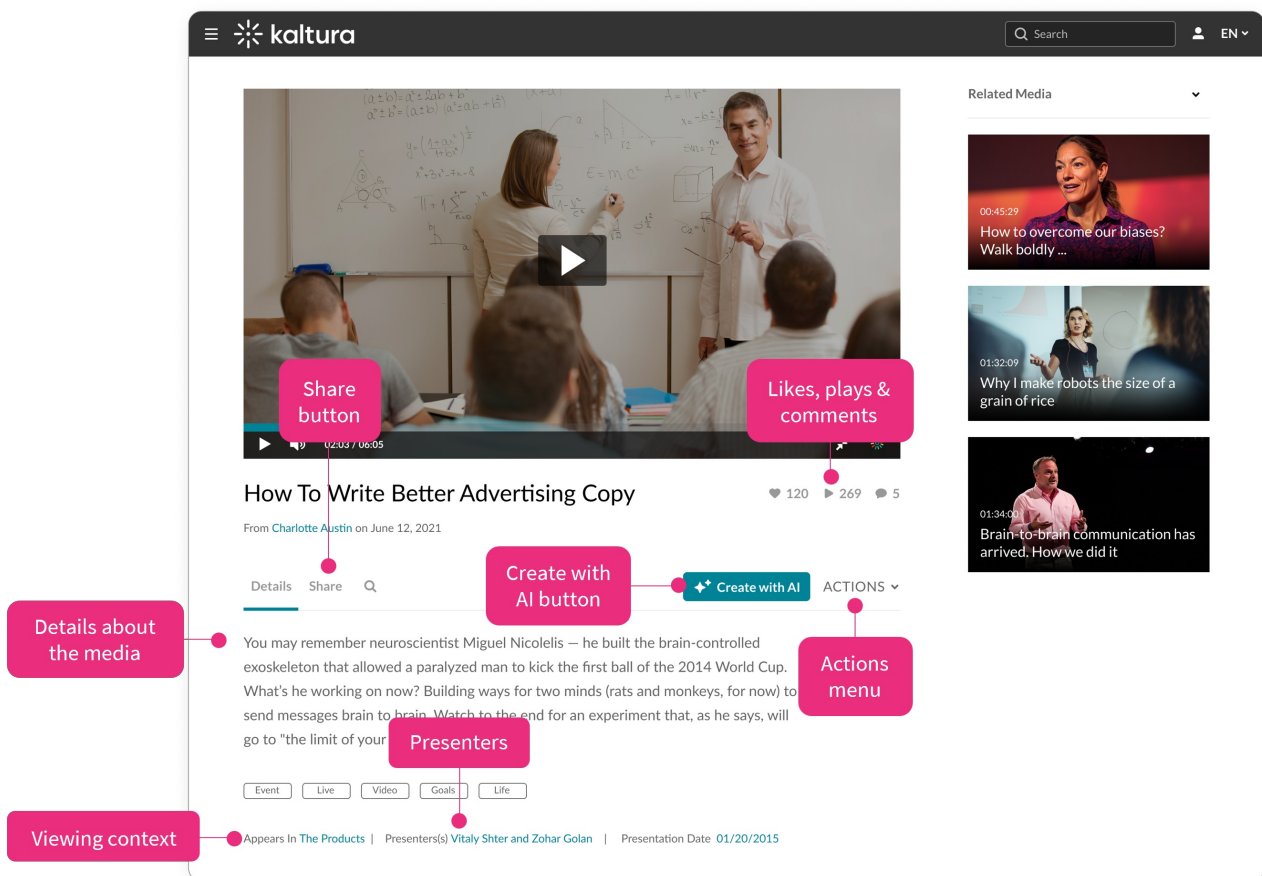 kaltura
Search
EN
Related Media
E = m c²
00:45:29
How to overcome our biases?
Walk boldly ...
01:32:09
Why I make robots the size of a
grain of rice
01:34:00
Brain-to-brain communication has
arrived. How we did it
Share
button
Likes, plays &
comments
02:03 / 06:05
How To Write Better Advertising Copy
120 269 5
From Charlotte Austin on June 12, 2021
Details Share
Create with
AI button
Create with AI
ACTIONS
Details about
the media
Actions
menu
You may remember neuroscientist Miguel Nicolelis — he built the brain-controlled
exoskeleton that allowed a paralyzed man to kick the first ball of the 2014 World Cup.
What's he working on now? Building ways for two minds (rats and monkeys, for now) to
send messages brain to brain. Watch to the end for an experiment that, as he says, will
go to "the limit of your
Presenters
Event Live Video Goals Life
Viewing context
Appears In The Products | Presenters(s) Vitaly Shter and Zohar Golan | Presentation Date 01/20/2015